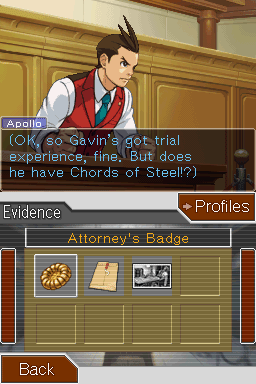 Apollo
(OK, so Gavin's got trial
experience, fine. But does
he have Chords of Steel!?)
Evidence
Profiles
Attorney's Badge
Back